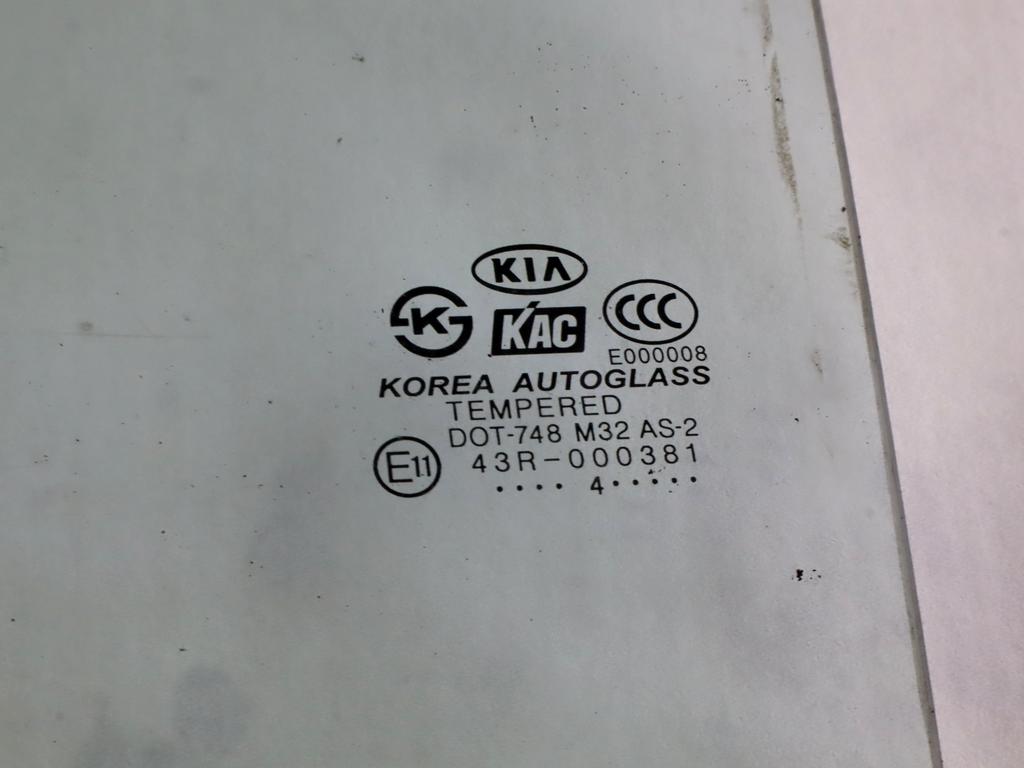 KIA
K
KAC
CCC
E000008
KOREA AUTOGLASS
TEMPERED
DOT-748 M32 AS-2
E11
43R-000381
.... 4.....